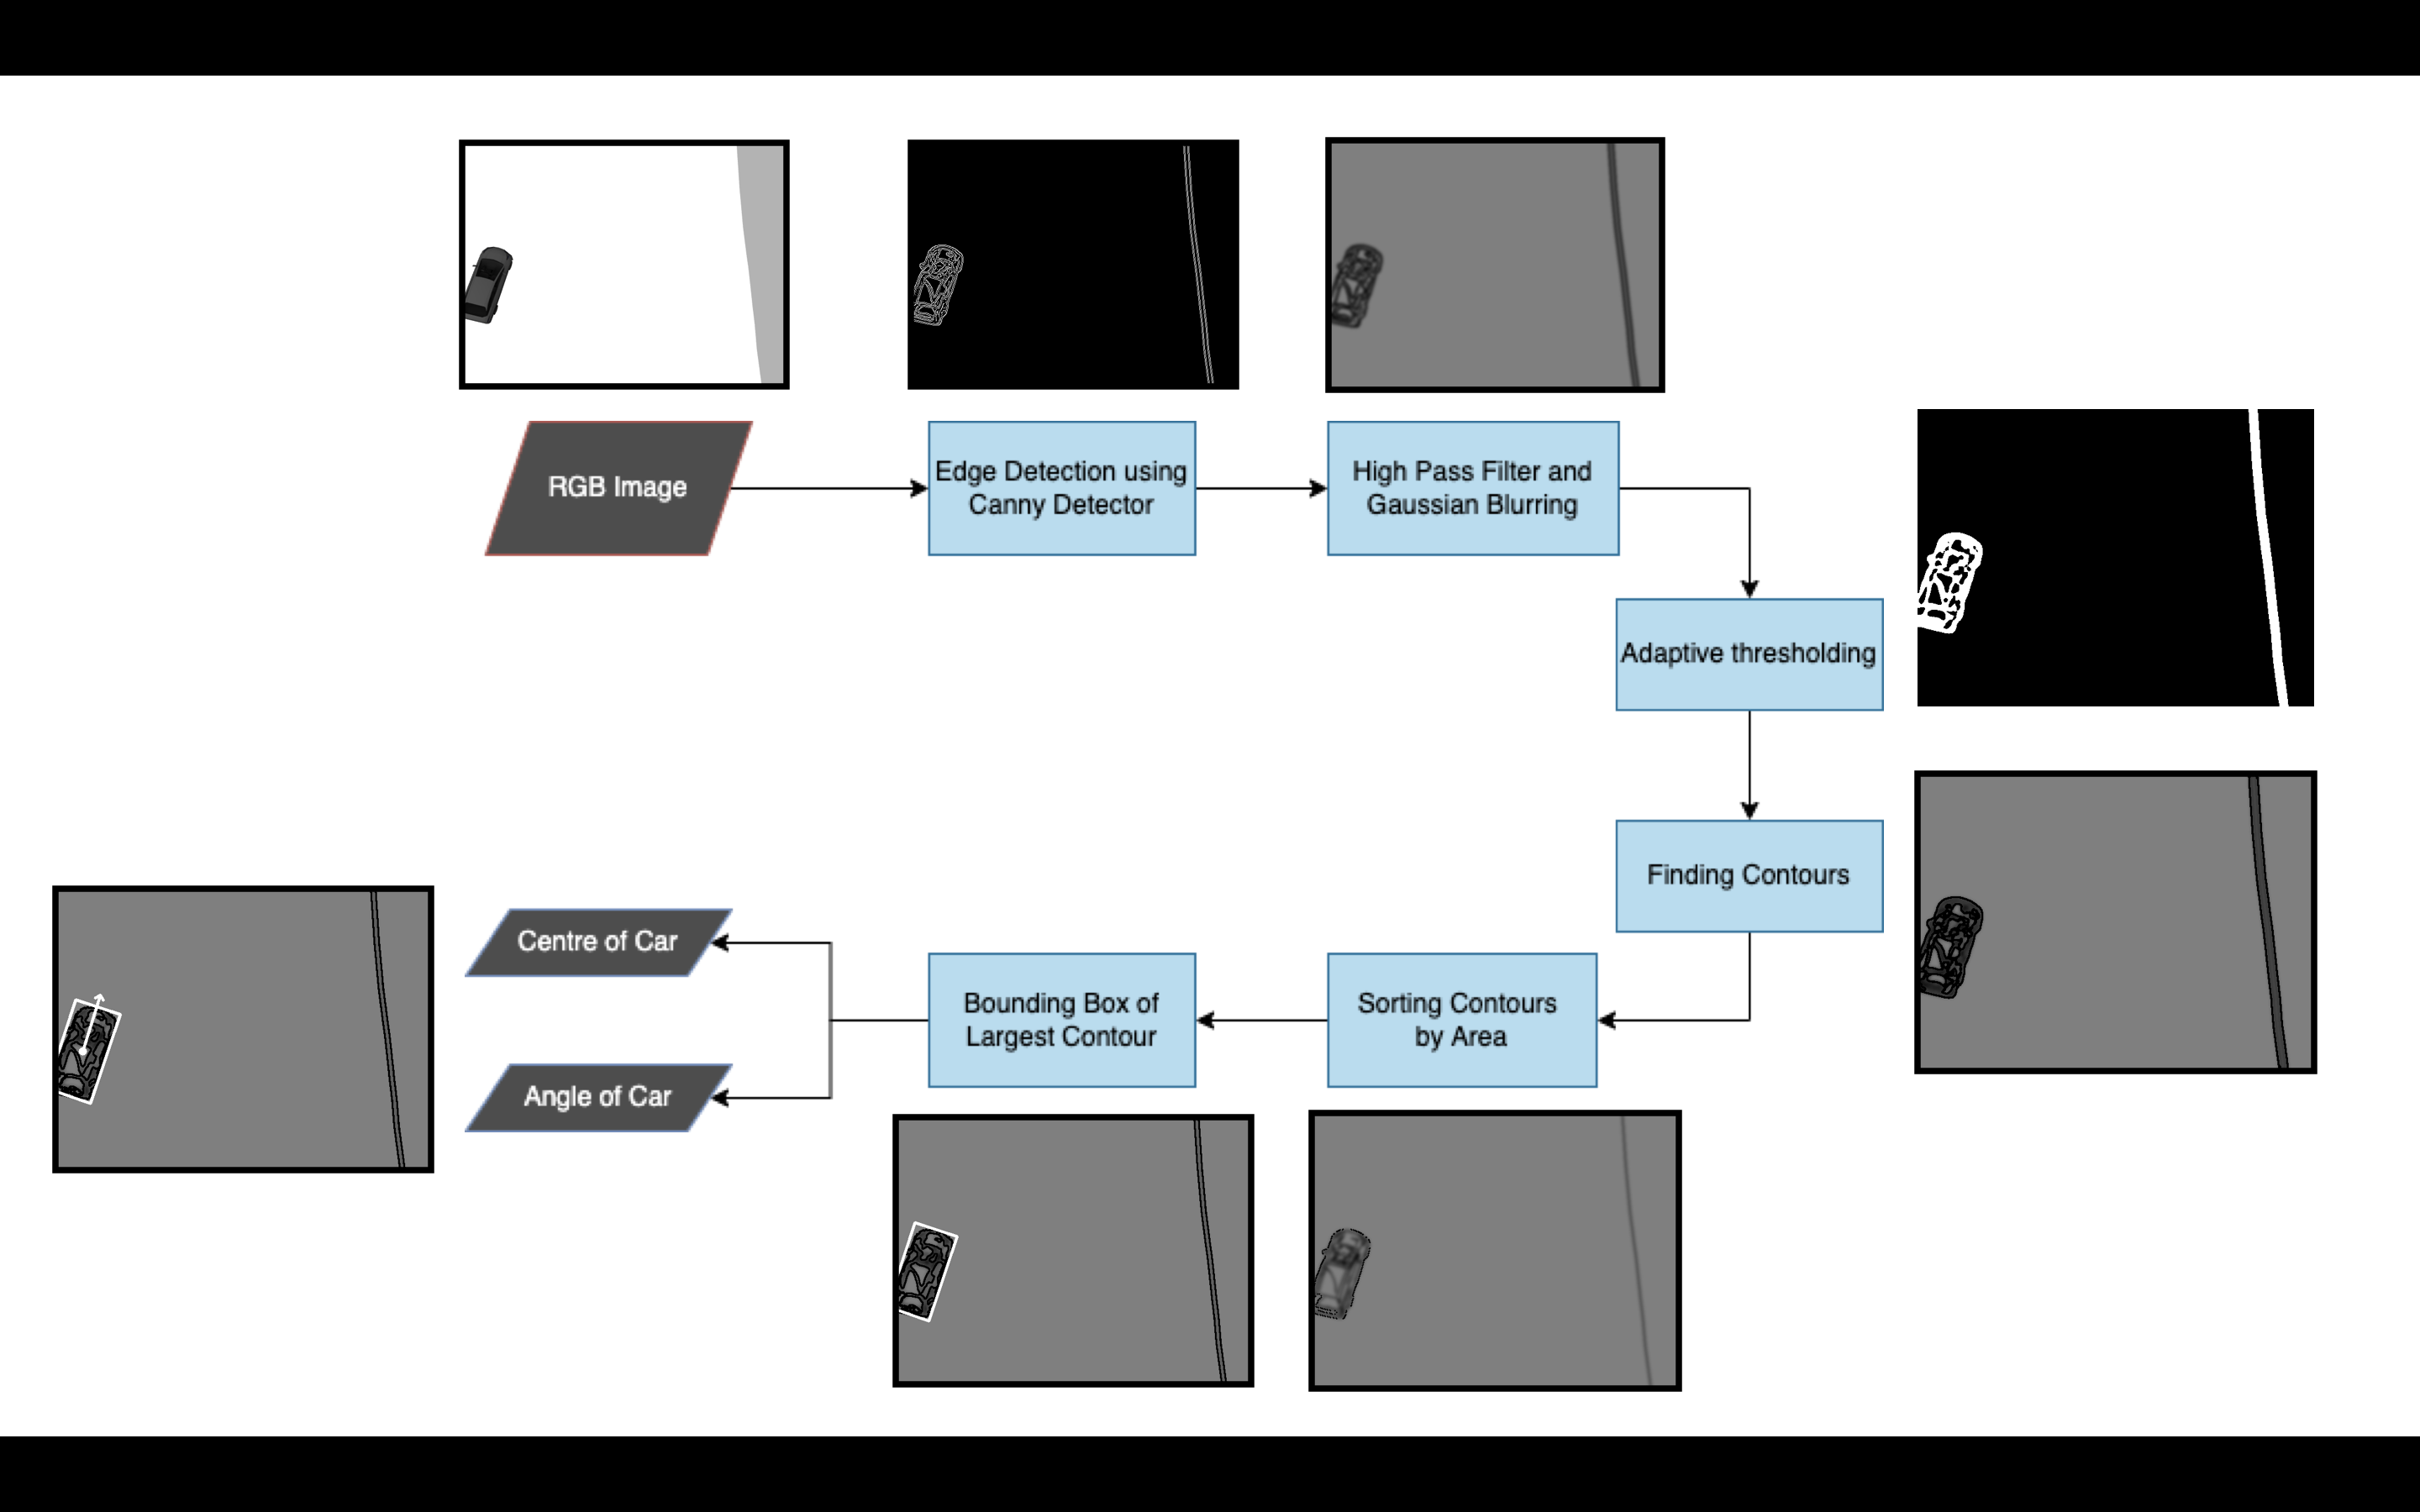 RGB Image
Edge Detection using
Canny Detector
High Pass Filter and
Gaussian Blurring
Adaptive thresholding
Finding Contours
Sorting Contours
by Area
Bounding Box of
Largest Contour
Centre of Car
Angle of Car